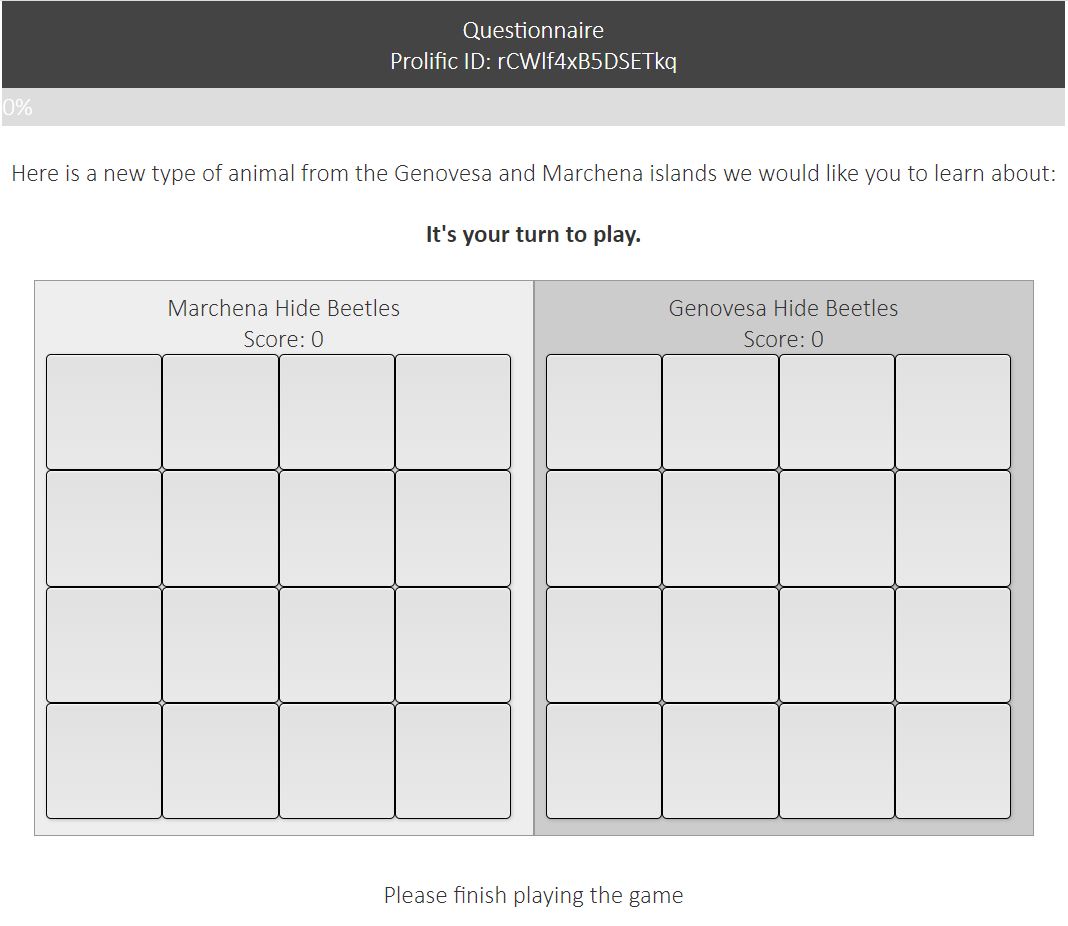 Questionnaire
Prolific ID: rCWlf4xB5DSETkq
0%
Here is a new type of animal from the Genovesa and Marchena islands we would like you to learn about:
It's your turn to play.
Marchena Hide Beetles
Score: 0
Genovesa Hide Beetles
Score: 0
Please finish playing the game